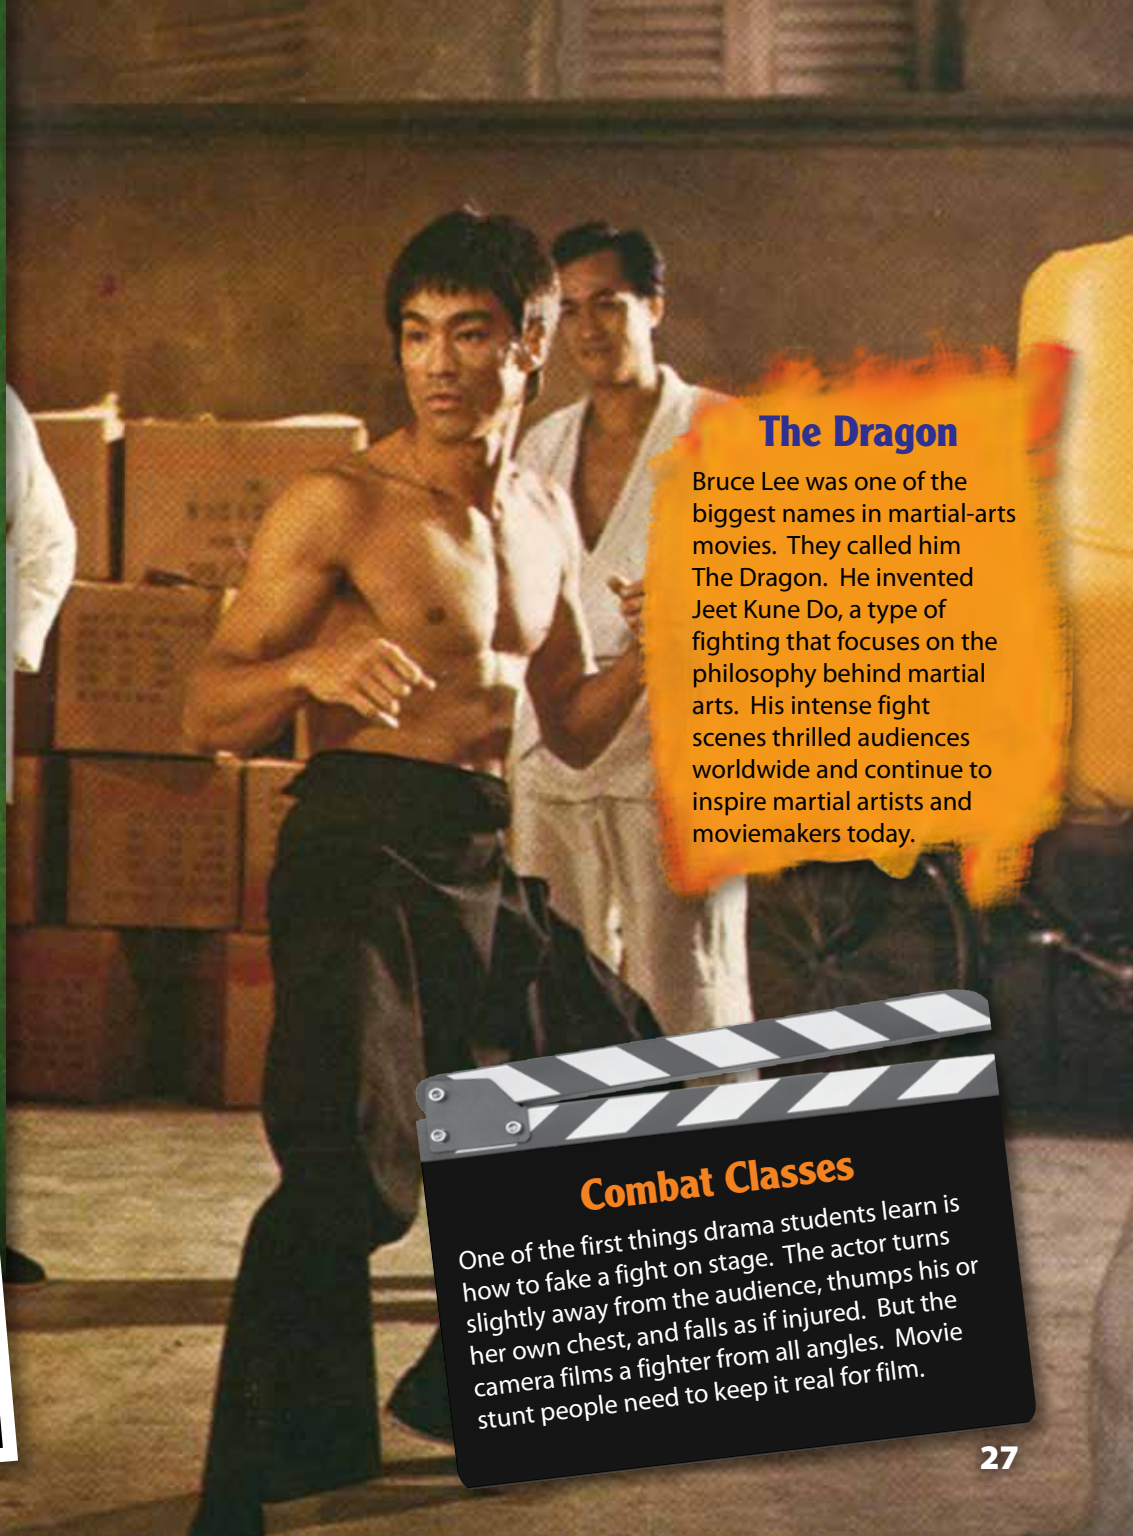 The Dragon
Bruce Lee was one of the
biggest names in martial-arts
movies. They called him
The Dragon. He invented
Jeet Kune Do, a type of
fighting that focuses on the
philosophy behind martial
arts. His intense fight
scenes thrilled audiences
worldwide and continue to
inspire martial artists and
moviemakers today.
Combat Classes
One of the first things drama students learn is
how to fake a fight on stage. The actor turns
slightly away from the audience, thumps his or
her own chest, and falls as if injured. But the
camera films a fighter from all angles. Movie
stunt people need to keep it real for film.
27